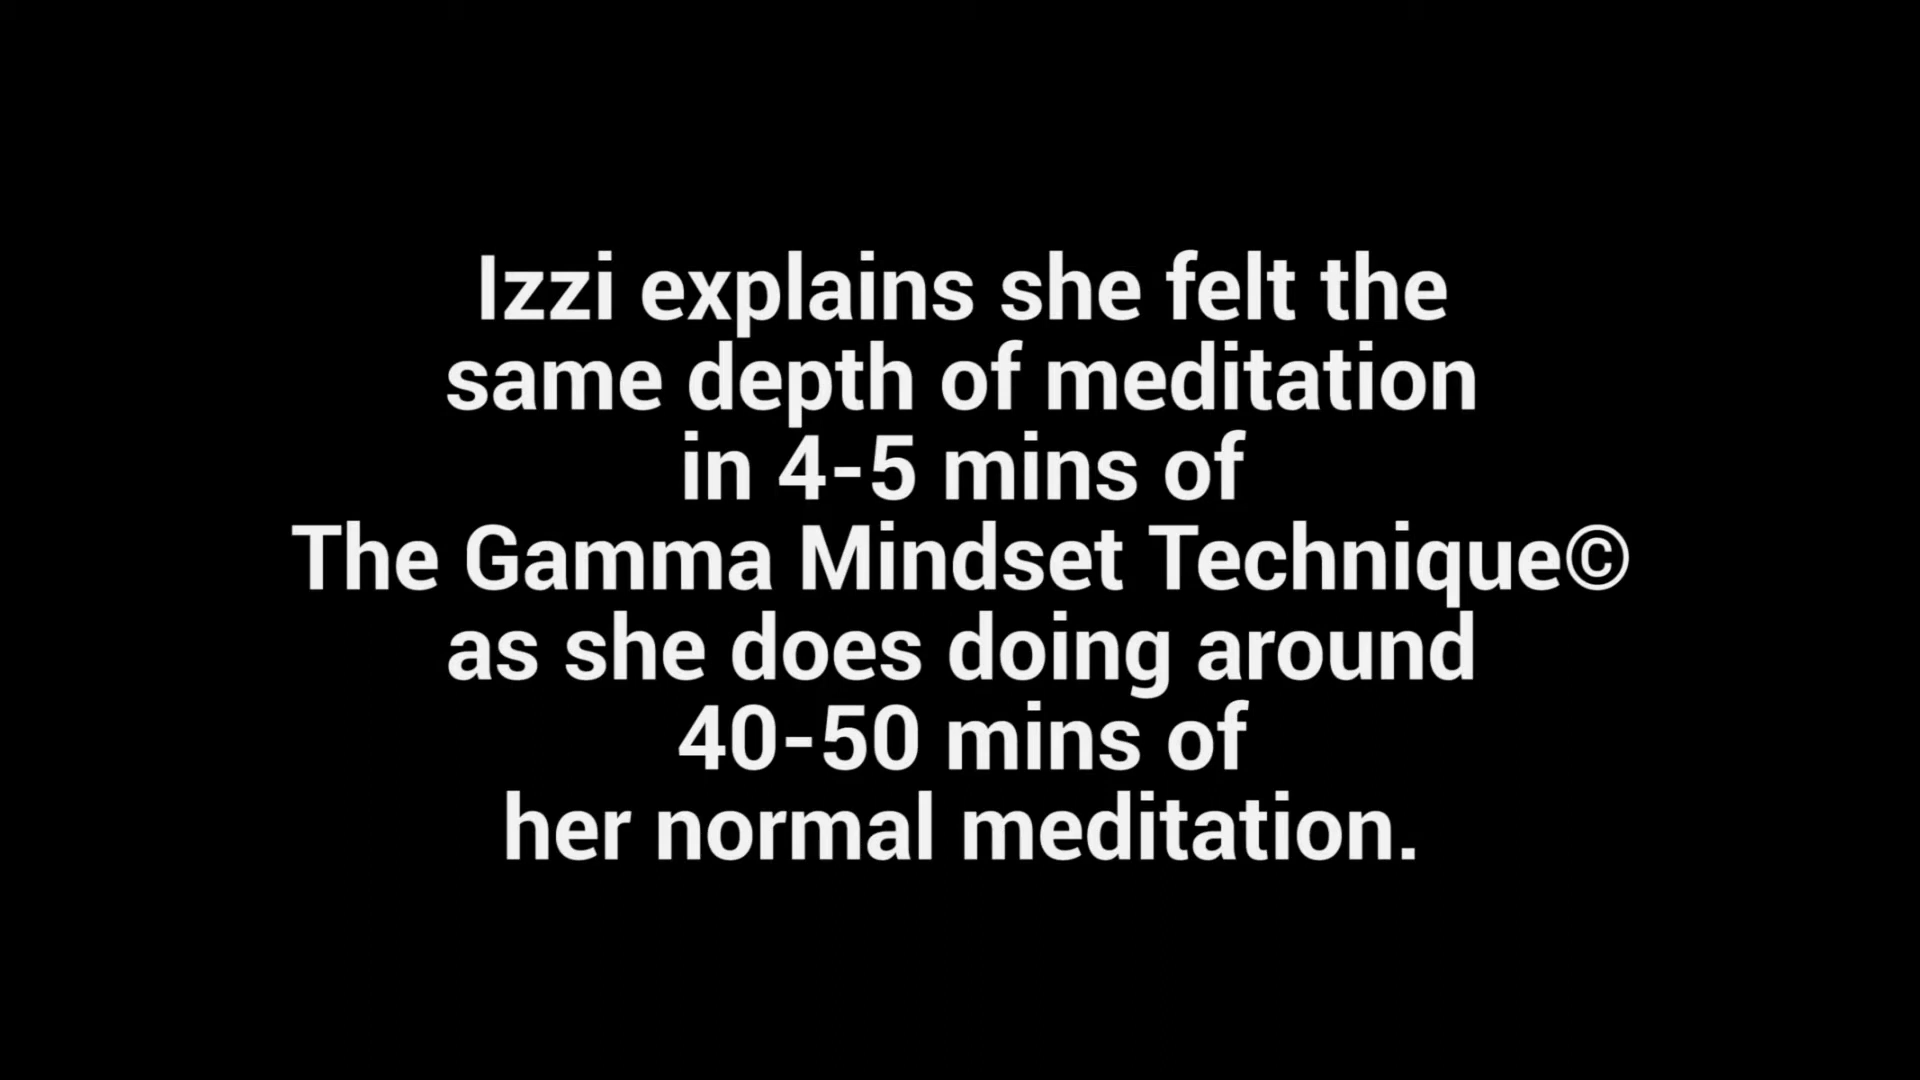 Izzi explains she felt the
same depth of meditation
in 4-5 mins of
The Gamma Mindset Technique©
as she does doing around
40-50 mins of
her normal meditation.